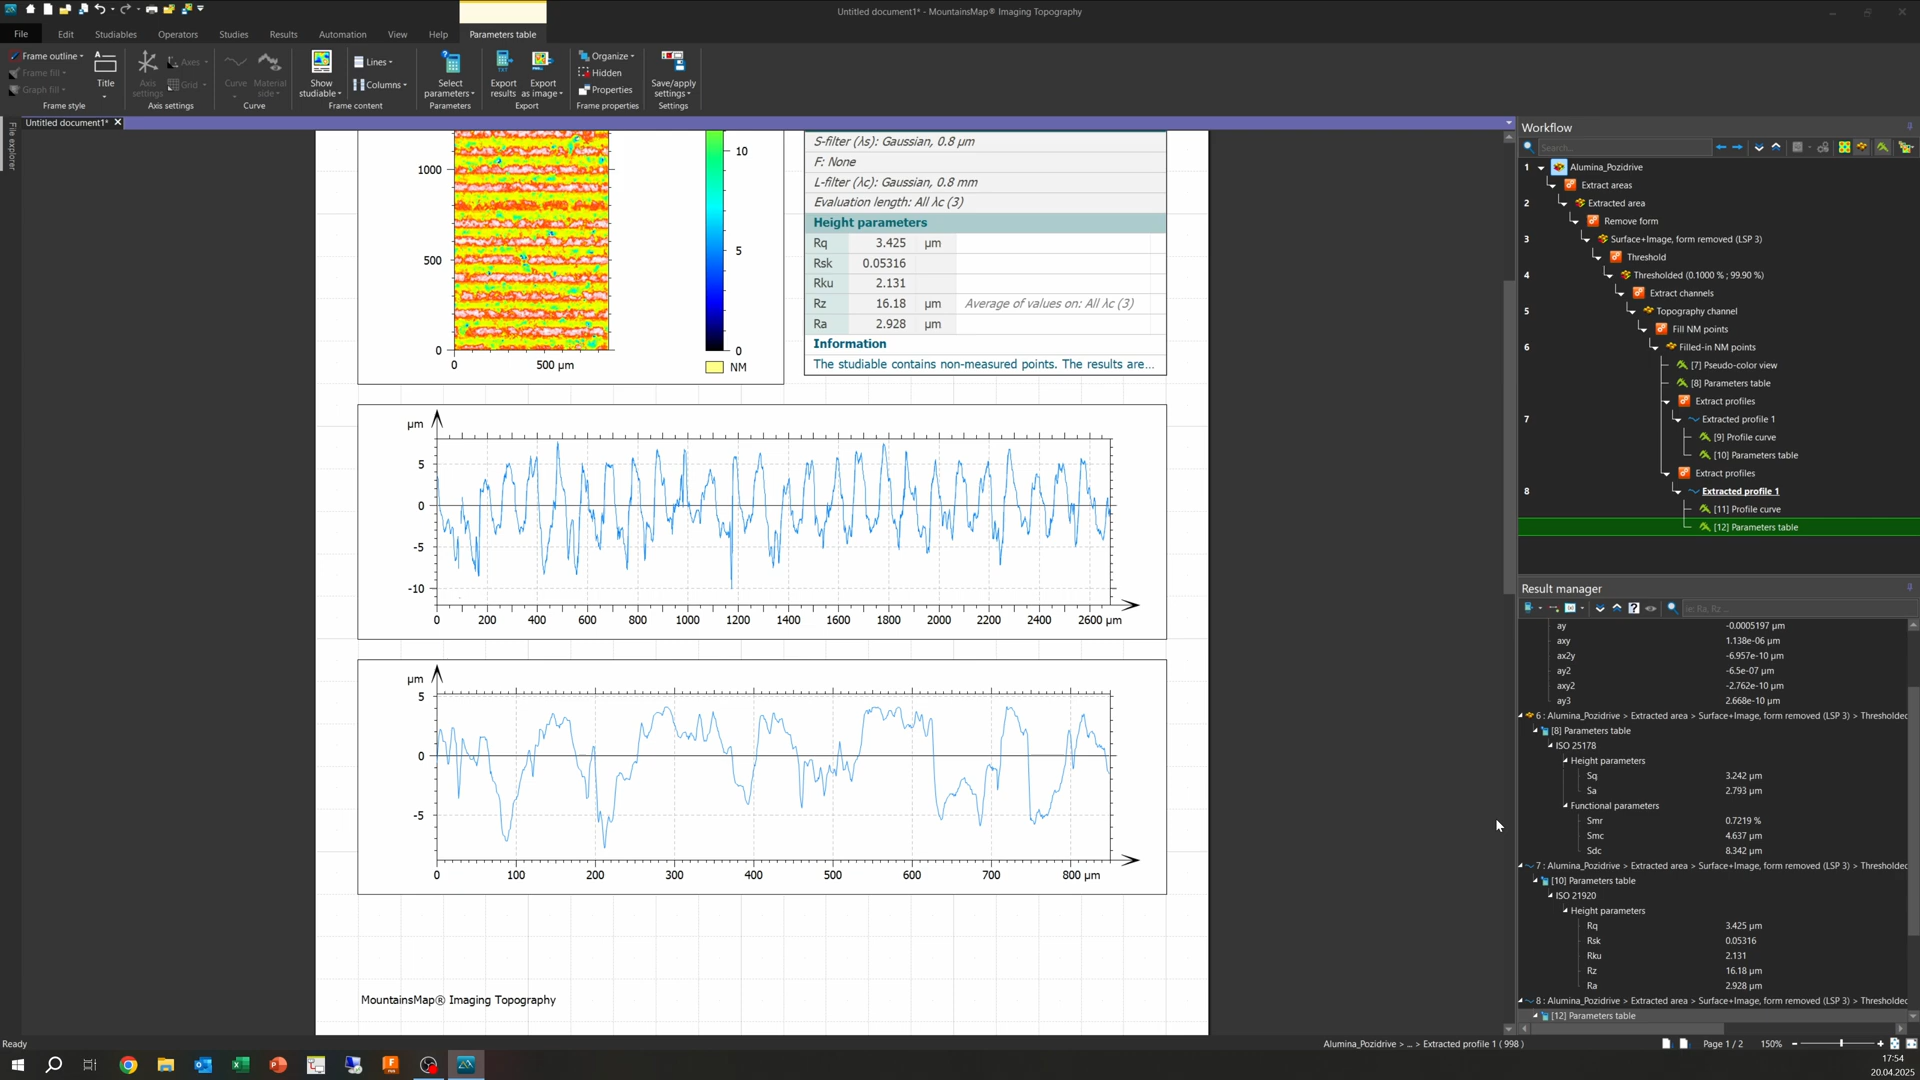 Untitled document1* - MountainsMap® Imaging Topography
File Edit Studiables Operators Studies Results Automation View Help Parameters table
Frame outline
Frame fill
Graph fill
Title
Frame style
Axis settings
Axes
Grid
Axis settings
Curve
Material side
Curve
Show studiable
Lines
Columns
Frame content
Select parameters
Parameters
Export results
Export as image
Export
Organize
Hidden
Properties
Frame properties
Save/apply settings
Settings
File explorer
Untitled document1*
1000
500
0
0
500 µm
10
5
0
NM
S-filter (λs): Gaussian, 0.8 µm
F: None
L-filter (λc): Gaussian, 0.8 mm
Evaluation length: All λc (3)
Height parameters
Rq 3.425 µm
Rsk 0.05316
Rku 2.131
Rz 16.18 µm Average of values on: All λc (3)
Ra 2.928 µm
Information
The studiable contains non-measured points. The results are...
µm
5
0
-5
-10
0 200 400 600 800 1000 1200 1400 1600 1800 2000 2200 2400 2600 µm
µm
5
0
-5
0 100 200 300 400 500 600 700 800 µm
MountainsMap® Imaging Topography
Workflow
Search...
1 Alumina_Pozidrive
Extract areas
2 Extracted area
Remove form
3 Surface+Image, form removed (LSP 3)
Threshold
4 Thresholded (0.1000 % ; 99.90 %)
Extract channels
5 Topography channel
Fill NM points
6 Filled-in NM points
[7] Pseudo-color view
[8] Parameters table
Extract profiles
7 Extracted profile 1
[9] Profile curve
[10] Parameters table
Extract profiles
8 Extracted profile 1
[11] Profile curve
[12] Parameters table
Result manager
ie: Ra, Rz ...
ay -0.0005197 µm
axy 1.138e-06 µm
ax2y -6.957e-10 µm
ay2 -6.5e-07 µm
axy2 -2.762e-10 µm
ay3 2.668e-10 µm
6 : Alumina_Pozidrive > Extracted area > Surface+Image, form removed (LSP 3) > Thresholded
[8] Parameters table
ISO 25178
Height parameters
Sq 3.242 µm
Sa 2.793 µm
Functional parameters
Smr 0.7219 %
Smc 4.637 µm
Sdc 8.342 µm
7 : Alumina_Pozidrive > Extracted area > Surface+Image, form removed (LSP 3) > Thresholded
[10] Parameters table
ISO 21920
Height parameters
Rq 3.425 µm
Rsk 0.05316
Rku 2.131
Rz 16.18 µm
Ra 2.928 µm
8 : Alumina_Pozidrive > Extracted area > Surface+Image, form removed (LSP 3) > Thresholded
[12] Parameters table
Ready
Alumina_Pozidrive > ... > Extracted profile 1 ( 998 )
Page 1 / 2
150%
17:54
20.04.2025